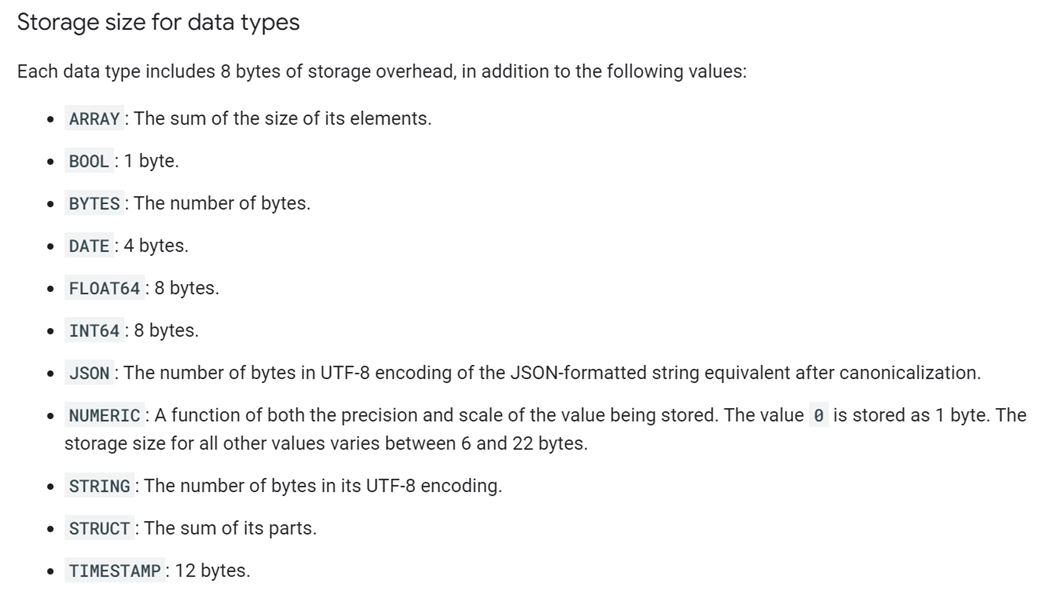 Storage size for data types
Each data type includes 8 bytes of storage overhead, in addition to the following values:
• ARRAY: The sum of the size of its elements.
• BOOL: 1 byte.
• BYTES: The number of bytes.
• DATE: 4 bytes.
• FLOAT64: 8 bytes.
• INT64: 8 bytes.
• JSON: The number of bytes in UTF-8 encoding of the JSON-formatted string equivalent after canonicalization.
• NUMERIC: A function of both the precision and scale of the value being stored. The value 0 is stored as 1 byte. The
storage size for all other values varies between 6 and 22 bytes.
• STRING: The number of bytes in its UTF-8 encoding.
• STRUCT: The sum of its parts.
• TIMESTAMP: 12 bytes.